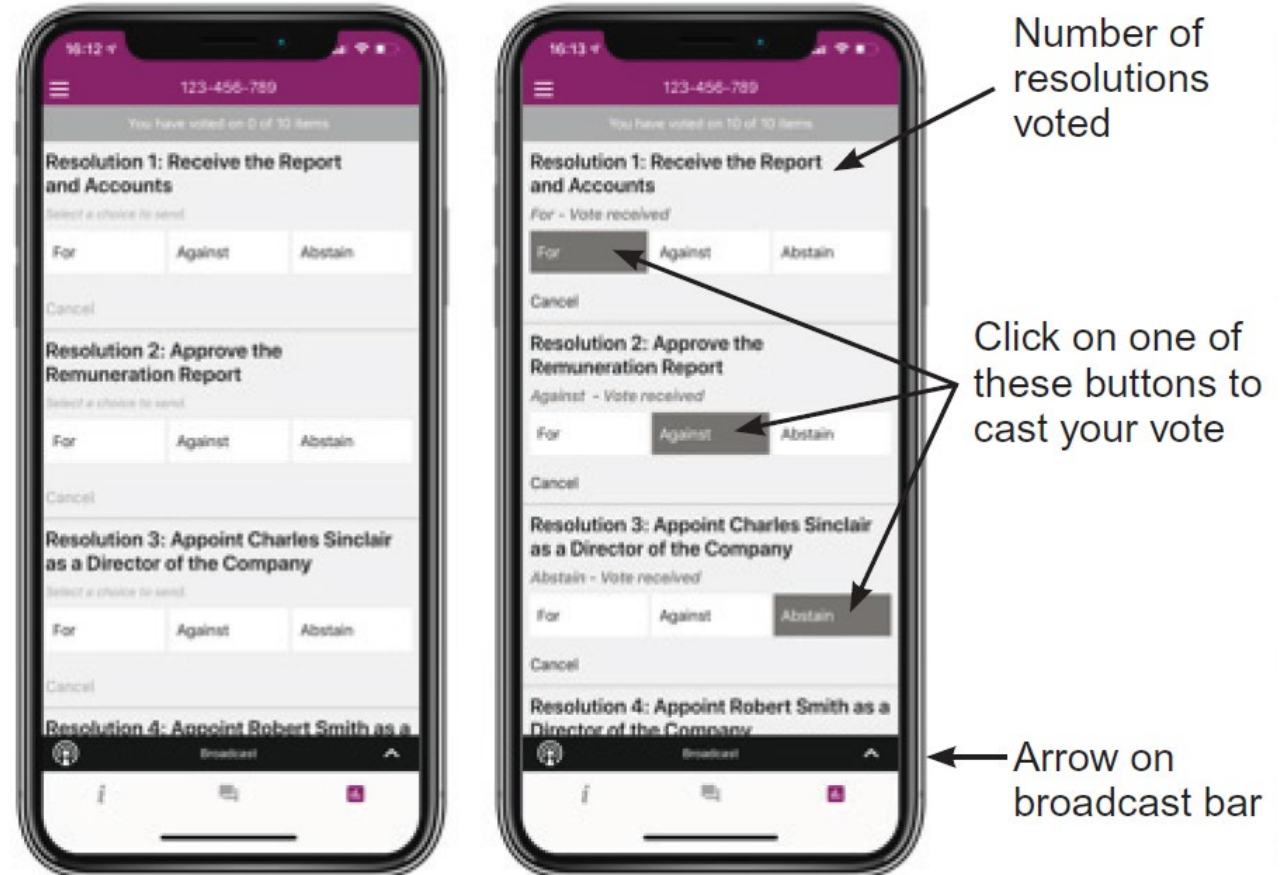 16:12
123-456-789
You have voted on 0 of 10 items
Resolution 1: Receive the Report
and Accounts
Select a choice to send.
For Against Abstain
Cancel
Resolution 2: Approve the
Remuneration Report
Select a choice to send.
For Against Abstain
Cancel
Resolution 3: Appoint Charles Sinclair
as a Director of the Company
Select a choice to send.
For Against Abstain
Cancel
Resolution 4: Appoint Robert Smith as a
Broadcast
i
16:13
123-456-789
You have voted on 10 of 10 items
Resolution 1: Receive the Report
and Accounts
For - Vote received
For Against Abstain
Cancel
Resolution 2: Approve the
Remuneration Report
Against - Vote received
For Against Abstain
Cancel
Resolution 3: Appoint Charles Sinclair
as a Director of the Company
Abstain - Vote received
For Against Abstain
Cancel
Resolution 4: Appoint Robert Smith as a
Director of the Company
Broadcast
i
Number of
resolutions
voted
Click on one of
these buttons to
cast your vote
Arrow on
broadcast bar